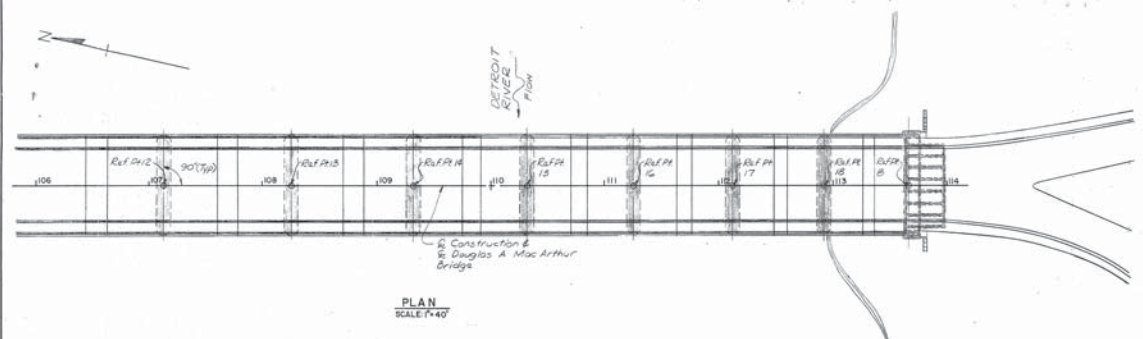 N
DETROIT
RIVER
Flow
Ref. Pt 12
90°(Typ)
Ref. Pt 13
Ref. Pt. 14
Ref. Pt.
15
Ref. Pt.
16
Ref. Pt
17
Ref. Pt.
18
Ref. Pt.
8
106
107
108
109
110
111
112
113
114
℄ Construction &
℄ Douglas A MacArthur
Bridge
PLAN
SCALE: 1"=40'